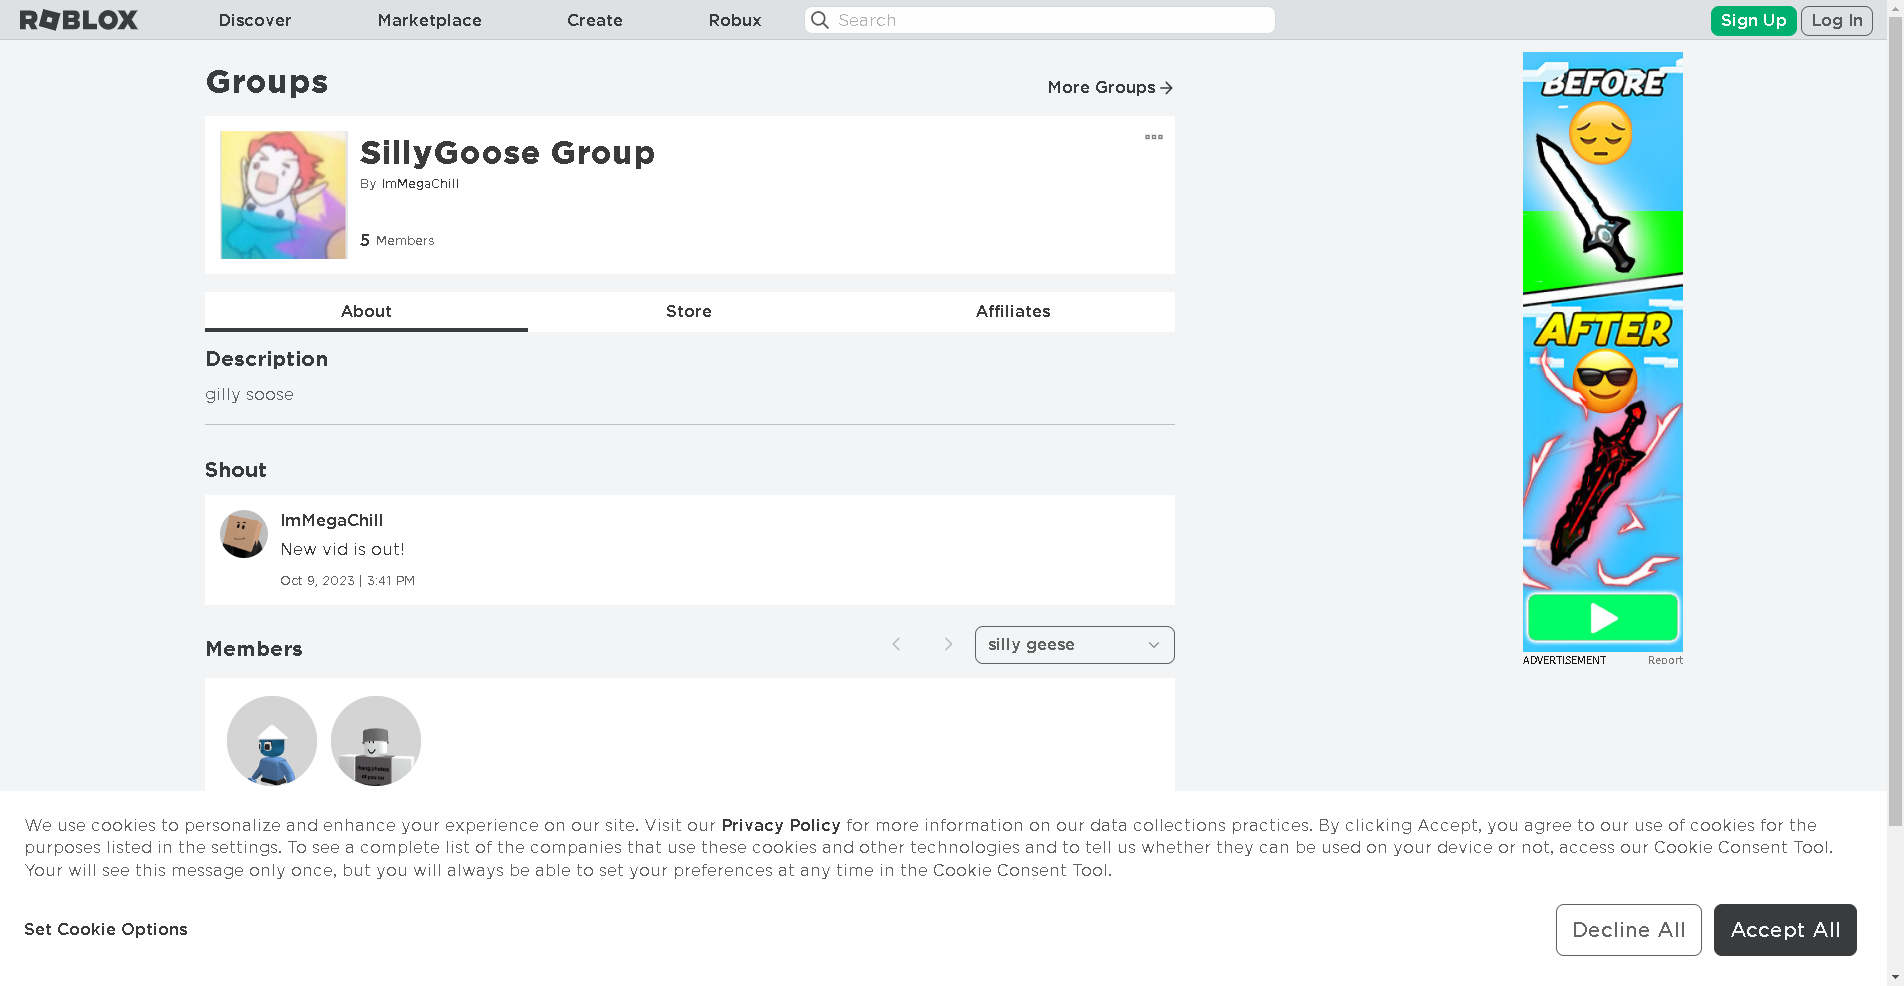 ROBLOX
Discover
Marketplace
Create
Robux
Search
Sign Up
Log In
Groups
More Groups
SillyGoose Group
By ImMegaChill
5 Members
About
Store
Affiliates
Description
gilly soose
Shout
ImMegaChill
New vid is out!
Oct 9, 2023 | 3:41 PM
Members
silly geese
BEFORE
AFTER
ADVERTISEMENT
Report
We use cookies to personalize and enhance your experience on our site. Visit our Privacy Policy for more information on our data collections practices. By clicking Accept, you agree to our use of cookies for the
purposes listed in the settings. To see a complete list of the companies that use these cookies and other technologies and to tell us whether they can be used on your device or not, access our Cookie Consent Tool.
Your will see this message only once, but you will always be able to set your preferences at any time in the Cookie Consent Tool.
Set Cookie Options
Decline All
Accept All